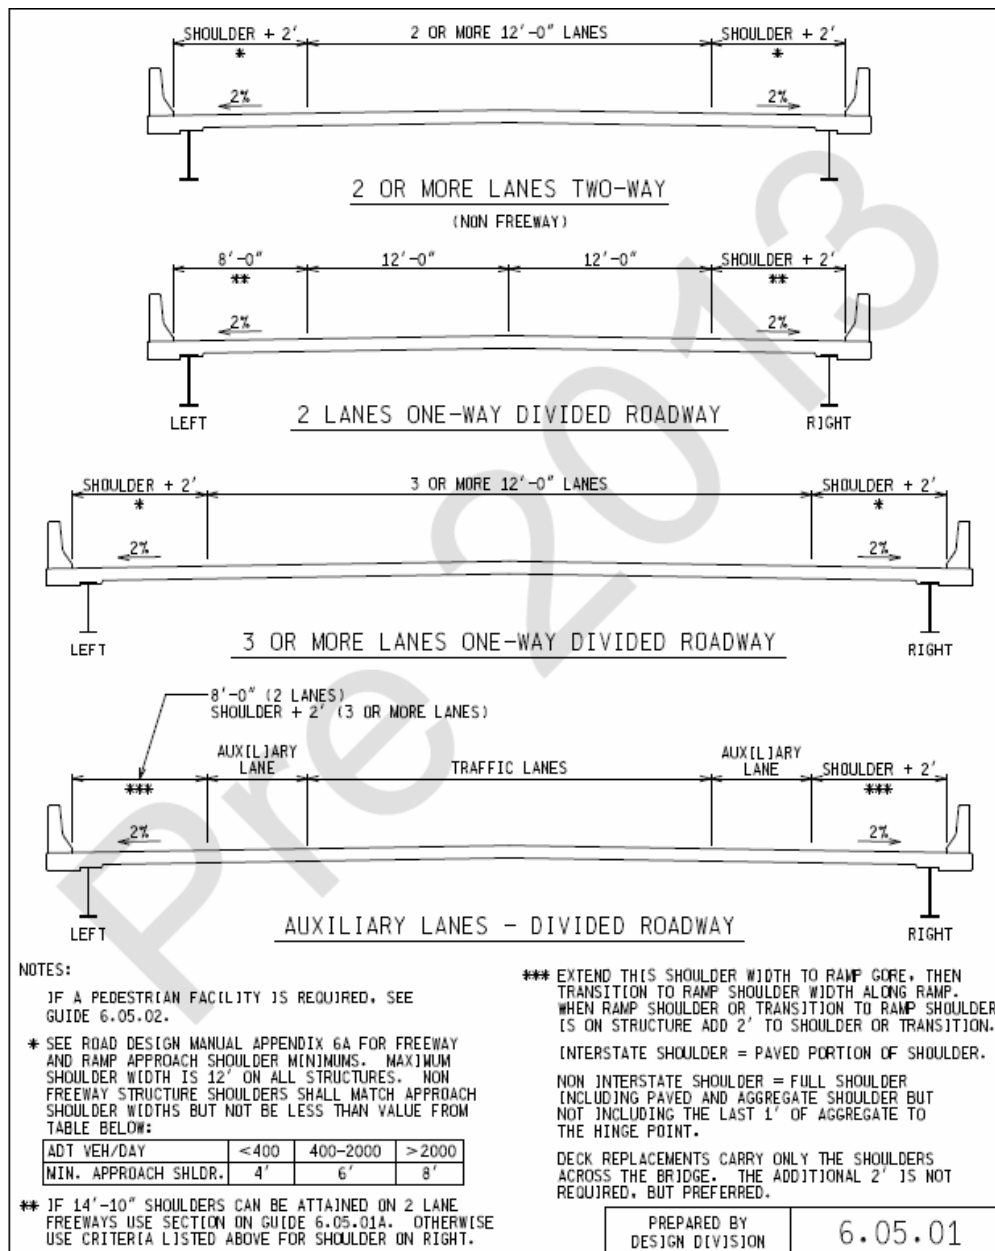 SHOULDER + 2' 2 OR MORE 12'-0" LANES SHOULDER + 2'
* *
2% 2%
2 OR MORE LANES TWO-WAY
(NON FREEWAY)
8'-0" 12'-0" 12'-0" SHOULDER + 2'
** **
2% 2%
LEFT 2 LANES ONE-WAY DIVIDED ROADWAY RIGHT
SHOULDER + 2' 3 OR MORE 12'-0" LANES SHOULDER + 2'
* *
2% 2%
LEFT 3 OR MORE LANES ONE-WAY DIVIDED ROADWAY RIGHT
8'-0" (2 LANES)
SHOULDER + 2' (3 OR MORE LANES)
AUXILIARY LANE TRAFFIC LANES AUXILIARY LANE SHOULDER + 2'
*** ***
2% 2%
LEFT AUXILIARY LANES - DIVIDED ROADWAY RIGHT
Pre 2013
NOTES:
IF A PEDESTRIAN FACILITY IS REQUIRED, SEE
GUIDE 6.05.02.
* SEE ROAD DESIGN MANUAL APPENDIX 6A FOR FREEWAY
AND RAMP APPROACH SHOULDER MINIMUMS. MAXIMUM
SHOULDER WIDTH IS 12' ON ALL STRUCTURES. NON
FREEWAY STRUCTURE SHOULDERS SHALL MATCH APPROACH
SHOULDER WIDTHS BUT NOT BE LESS THAN VALUE FROM
TABLE BELOW:
ADT VEH/DAY <400 400-2000 >2000
MIN. APPROACH SHLDR. 4' 6' 8'
** IF 14'-10" SHOULDERS CAN BE ATTAINED ON 2 LANE
FREEWAYS USE SECTION ON GUIDE 6.05.01A. OTHERWISE
USE CRITERIA LISTED ABOVE FOR SHOULDER ON RIGHT.
*** EXTEND THIS SHOULDER WIDTH TO RAMP GORE, THEN
TRANSITION TO RAMP SHOULDER WIDTH ALONG RAMP.
WHEN RAMP SHOULDER OR TRANSITION TO RAMP SHOULDER
IS ON STRUCTURE ADD 2' TO SHOULDER OR TRANSITION.
INTERSTATE SHOULDER = PAVED PORTION OF SHOULDER.
NON INTERSTATE SHOULDER = FULL SHOULDER
INCLUDING PAVED AND AGGREGATE SHOULDER BUT
NOT INCLUDING THE LAST 1' OF AGGREGATE TO
THE HINGE POINT.
DECK REPLACEMENTS CARRY ONLY THE SHOULDERS
ACROSS THE BRIDGE. THE ADDITIONAL 2' IS NOT
REQUIRED, BUT PREFERRED.
PREPARED BY
DESIGN DIVISION
6.05.01